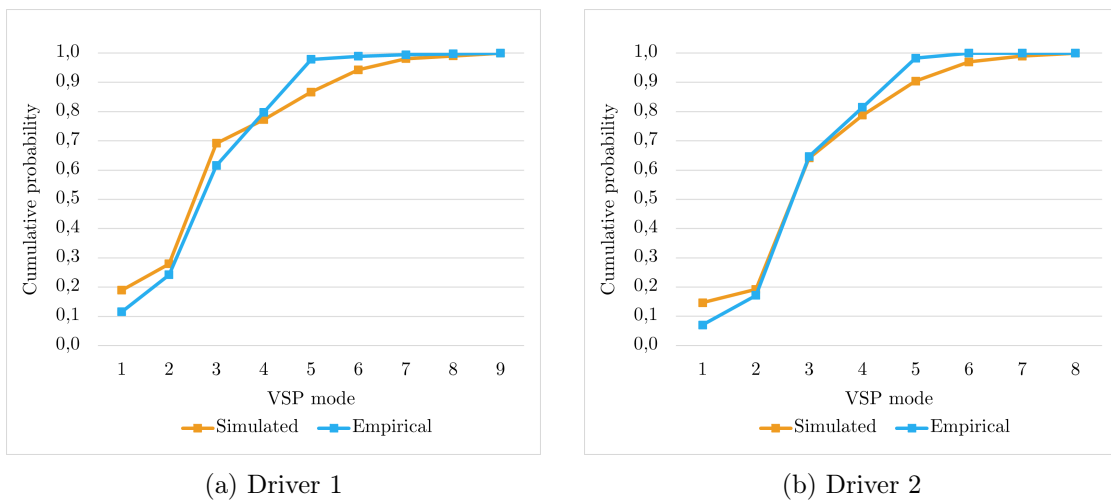 Cumulative probability
1,0
0,9
0,8
0,7
0,6
0,5
0,4
0,3
0,2
0,1
0,0
1 2 3 4 5 6 7 8 9
VSP mode
Simulated Empirical
(a) Driver 1
Cumulative probability
1,0
0,9
0,8
0,7
0,6
0,5
0,4
0,3
0,2
0,1
0,0
1 2 3 4 5 6 7 8
VSP mode
Simulated Empirical
(b) Driver 2